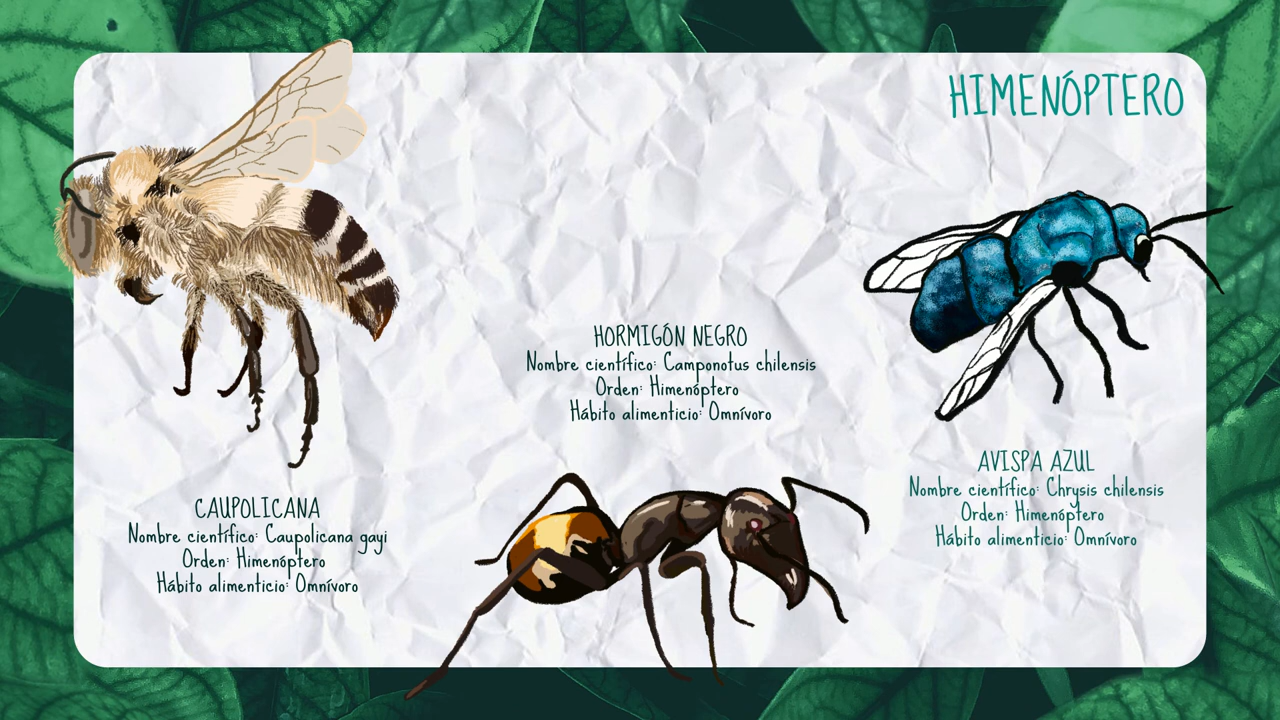 HIMENÓPTERO
HORMIGÓN NEGRO
Nombre científico: Camponotus chilensis
Orden: Himenóptero
Hábito alimenticio: Omnívoro
AVISPA AZUL
Nombre científico: Chrysis chilensis
Orden: Himenóptero
Hábito alimenticio: Omnívoro
CAUPOLICANA
Nombre científico: Caupolicana gayi
Orden: Himenóptero
Hábito alimenticio: Omnívoro